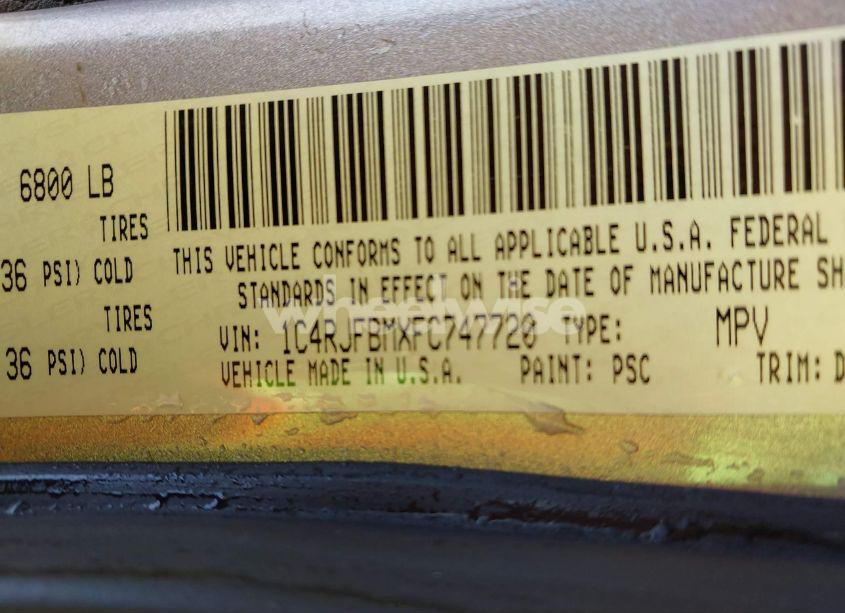 6800 LB
TIRES
36 PSI) COLD
TIRES
36 PSI) COLD
THIS VEHICLE CONFORMS TO ALL APPLICABLE U.S.A. FEDERAL
STANDARDS IN EFFECT ON THE DATE OF MANUFACTURE SH
VIN: 1C4RJFBMXFC747720 TYPE: MPV
VEHICLE MADE IN U.S.A. PAINT: PSC TRIM: D
wheelwise